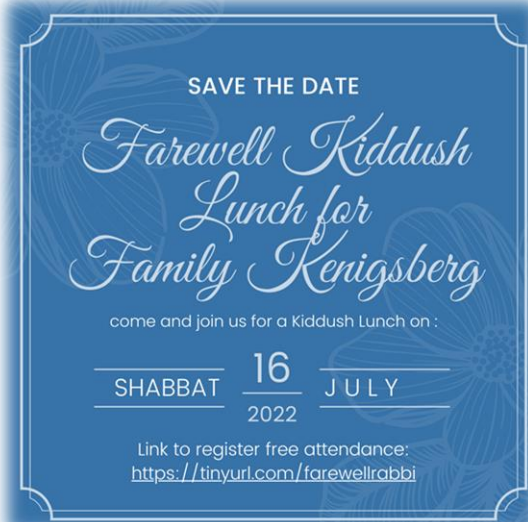 SAVE THE DATE
Farewell Kiddush
Lunch for
Family Kenigsberg
come and join us for a Kiddush Lunch on :
SHABBAT 16 JULY
2022
Link to register free attendance:
https://tinyurl.com/farewellrabbi